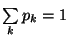 ∑_k p_k = 1